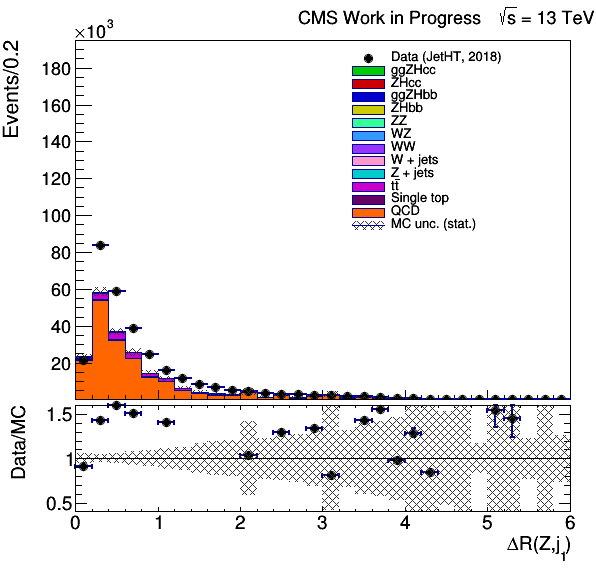 CMS Work in Progress √s = 13 TeV
×10³
Events/0.2
180
160
140
120
100
80
60
40
20
Data (JetHT, 2018)
ggZHcc
ZHcc
ggZHbb
ZHbb
ZZ
WZ
WW
W + jets
Z + jets
tt̄
Single top
QCD
MC unc. (stat.)
Data/MC
1.5
1
0.5
0 1 2 3 4 5 6
ΔR(Z,j₁)